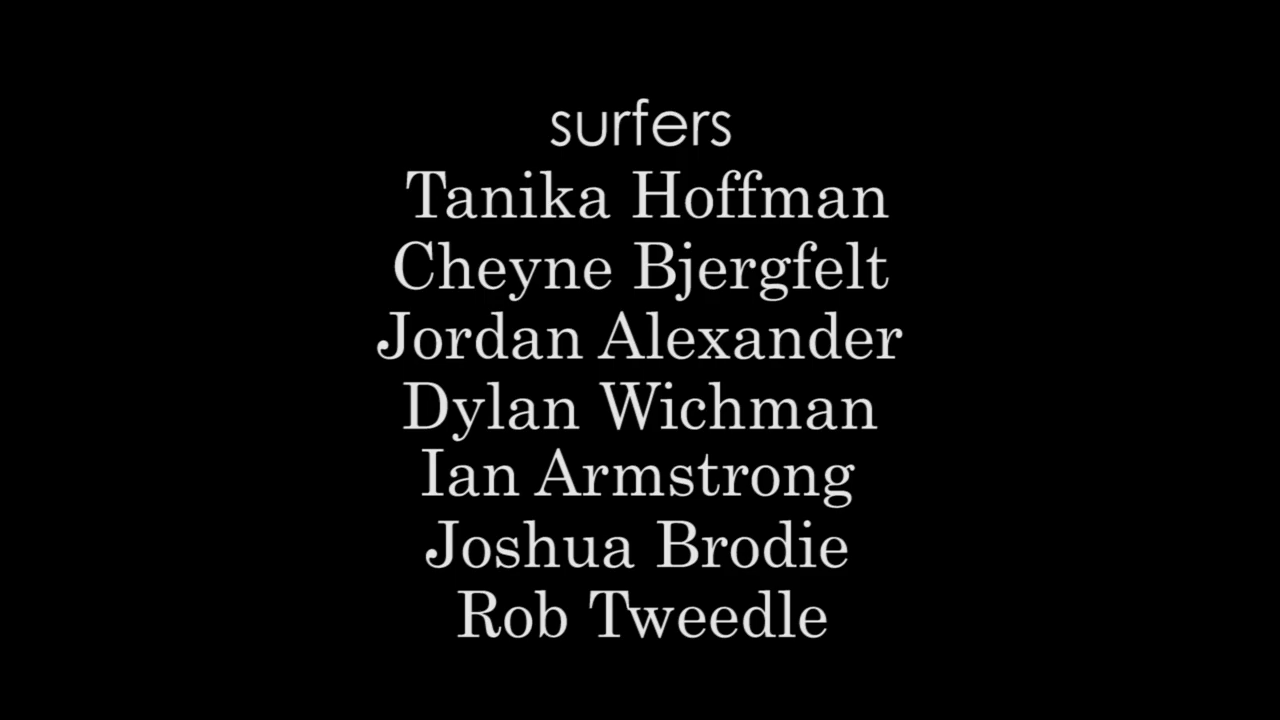 surfers
Tanika Hoffman
Cheyne Bjergfelt
Jordan Alexander
Dylan Wichman
Ian Armstrong
Joshua Brodie
Rob Tweedle